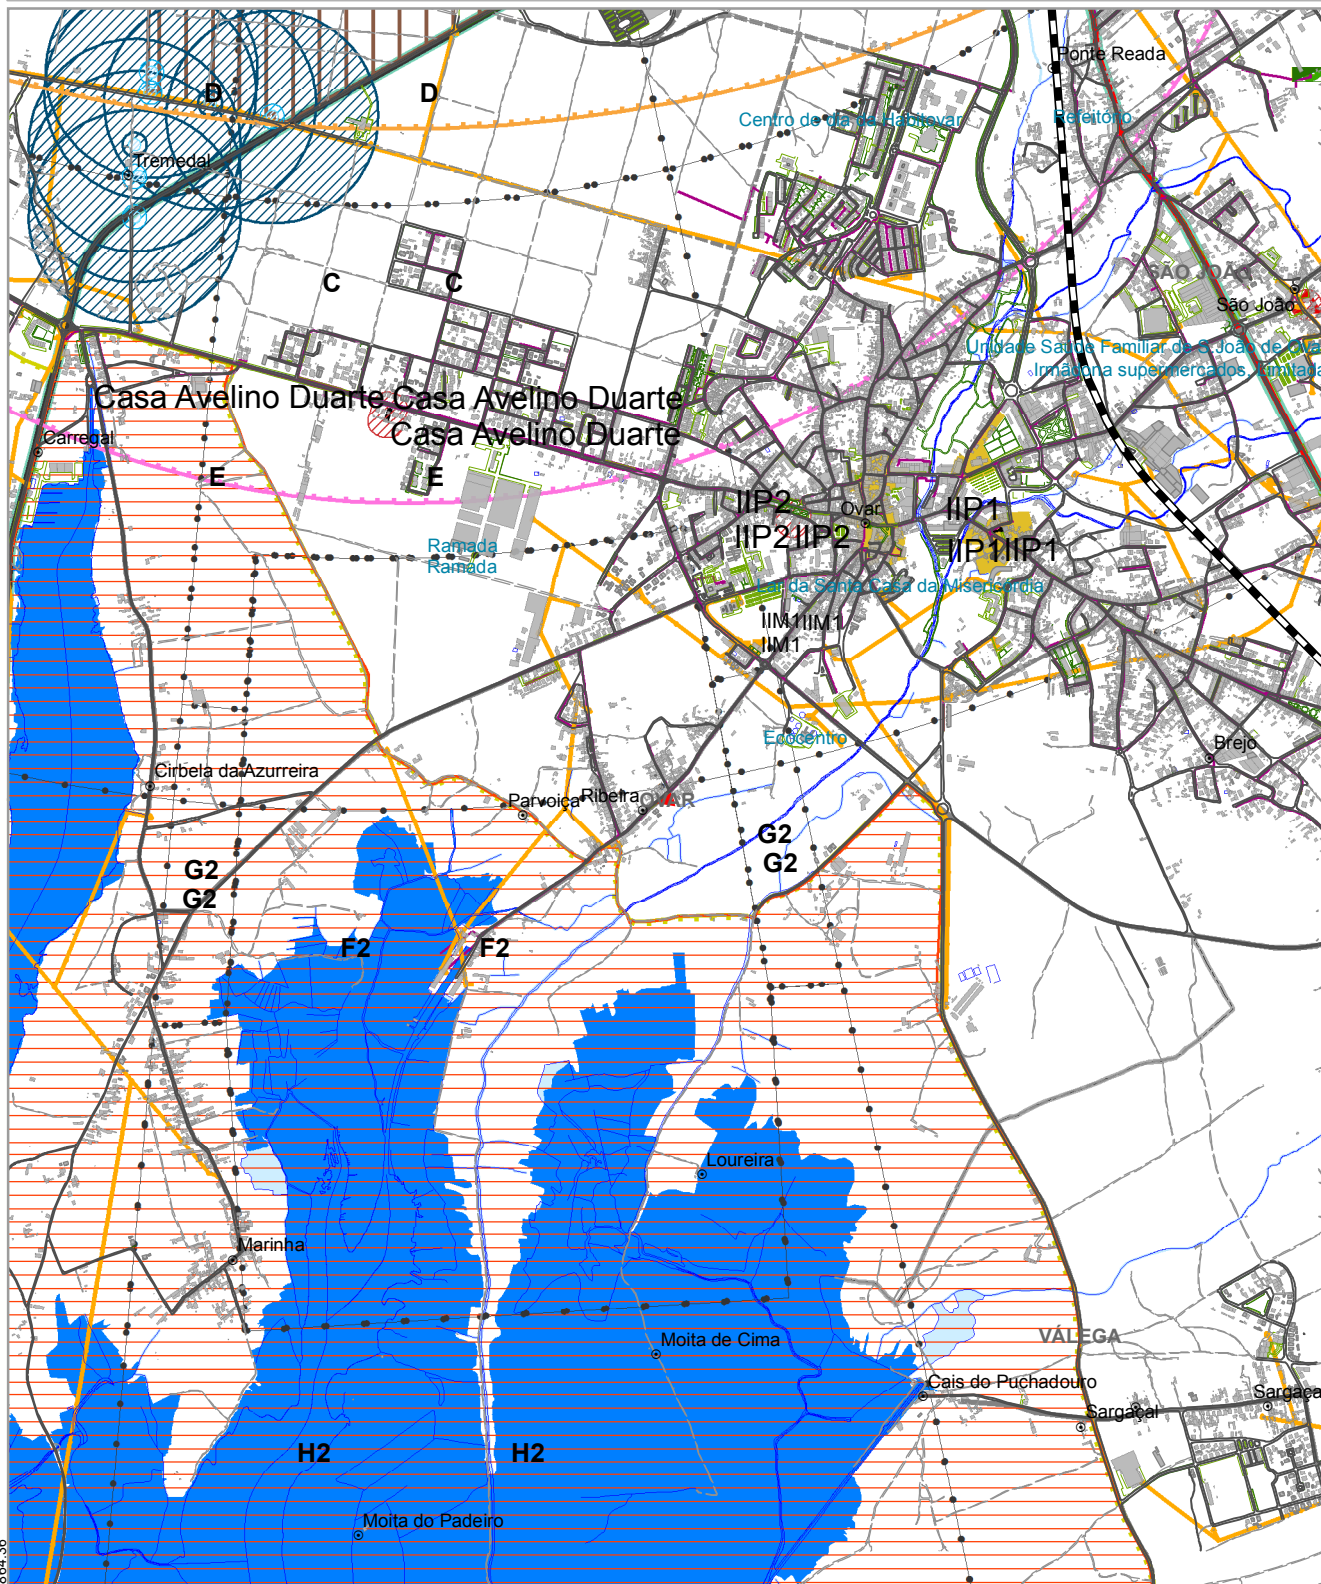 Ponte Reada
D
D
Centro de dia da Habitovar
Refeitório
Tremedal
SÃO JOÃO
C
C
São João
Unidade Saúde Familiar de S.João de Ova
Irmãdona supermercados, Limitada
Casa Avelino Duarte
Casa Avelino Duarte
Casa Avelino Duarte
Carregal
E
E
IIP2
Ovar
IIP1
IIP2
IIP2
IIP1
IIP1
Ramada
Ramada
Lar da Santa Casa da Misericórdia
IIM1
IIM1
IIM1
Ecocentro
Brejo
Cirbela da Azurreira
Parvoiça
Ribeira
OVAR
G2
G2
G2
G2
F2
F2
Loureira
Marinha
Moita de Cima
VÁLEGA
Cais do Puchadouro
Sargaça
Sargaçal
H2
H2
Moita do Padeiro